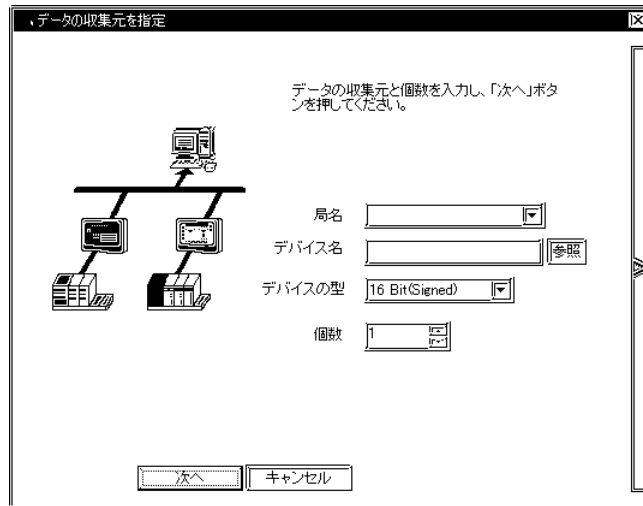 データの収集元を指定
データの収集元と個数を入力し、「次へ」ボタ
ンを押してください。
局名
デバイス名
参照
デバイスの型
16 Bit(Signed)
個数
1
次へ
キャンセル